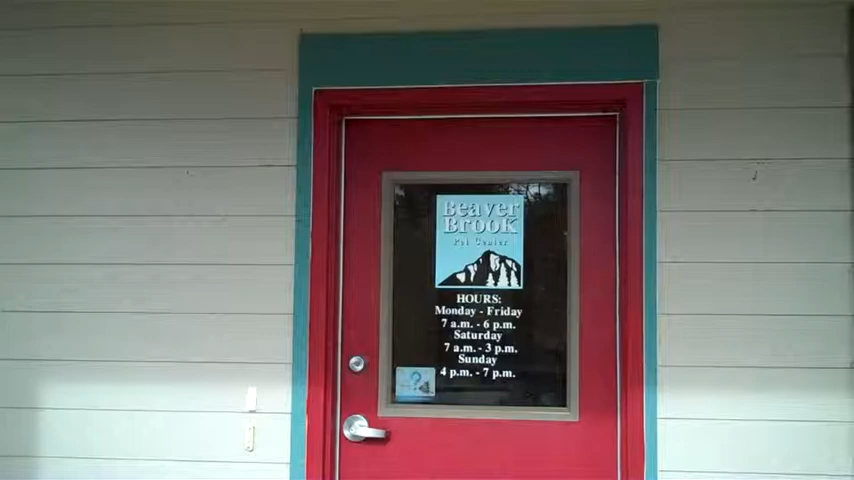 Beaver
Brook
Pet Center
HOURS:
Monday - Friday
7 a.m. - 6 p.m.
Saturday
7 a.m. - 3 p.m.
Sunday
4 p.m. - 7 p.m.